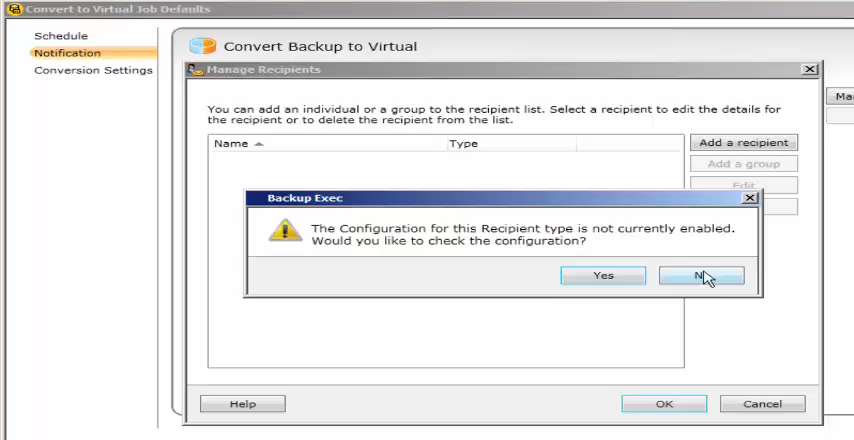 Convert to Virtual Job Defaults
Schedule
Notification
Conversion Settings
Convert Backup to Virtual
Manage Recipients
You can add an individual or a group to the recipient list. Select a recipient to edit the details for
the recipient or to delete the recipient from the list.
Name
Type
Add a recipient
Add a group
Edit
Backup Exec
The Configuration for this Recipient type is not currently enabled.
Would you like to check the configuration?
Yes
Help
OK
Cancel